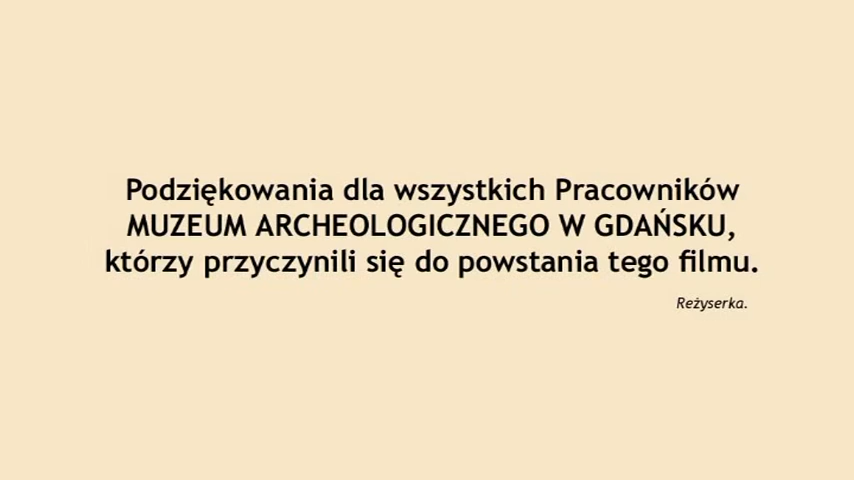 Podziękowania dla wszystkich Pracowników
MUZEUM ARCHEOLOGICZNEGO W GDAŃSKU,
którzy przyczynili się do powstania tego filmu.
Reżyserka.